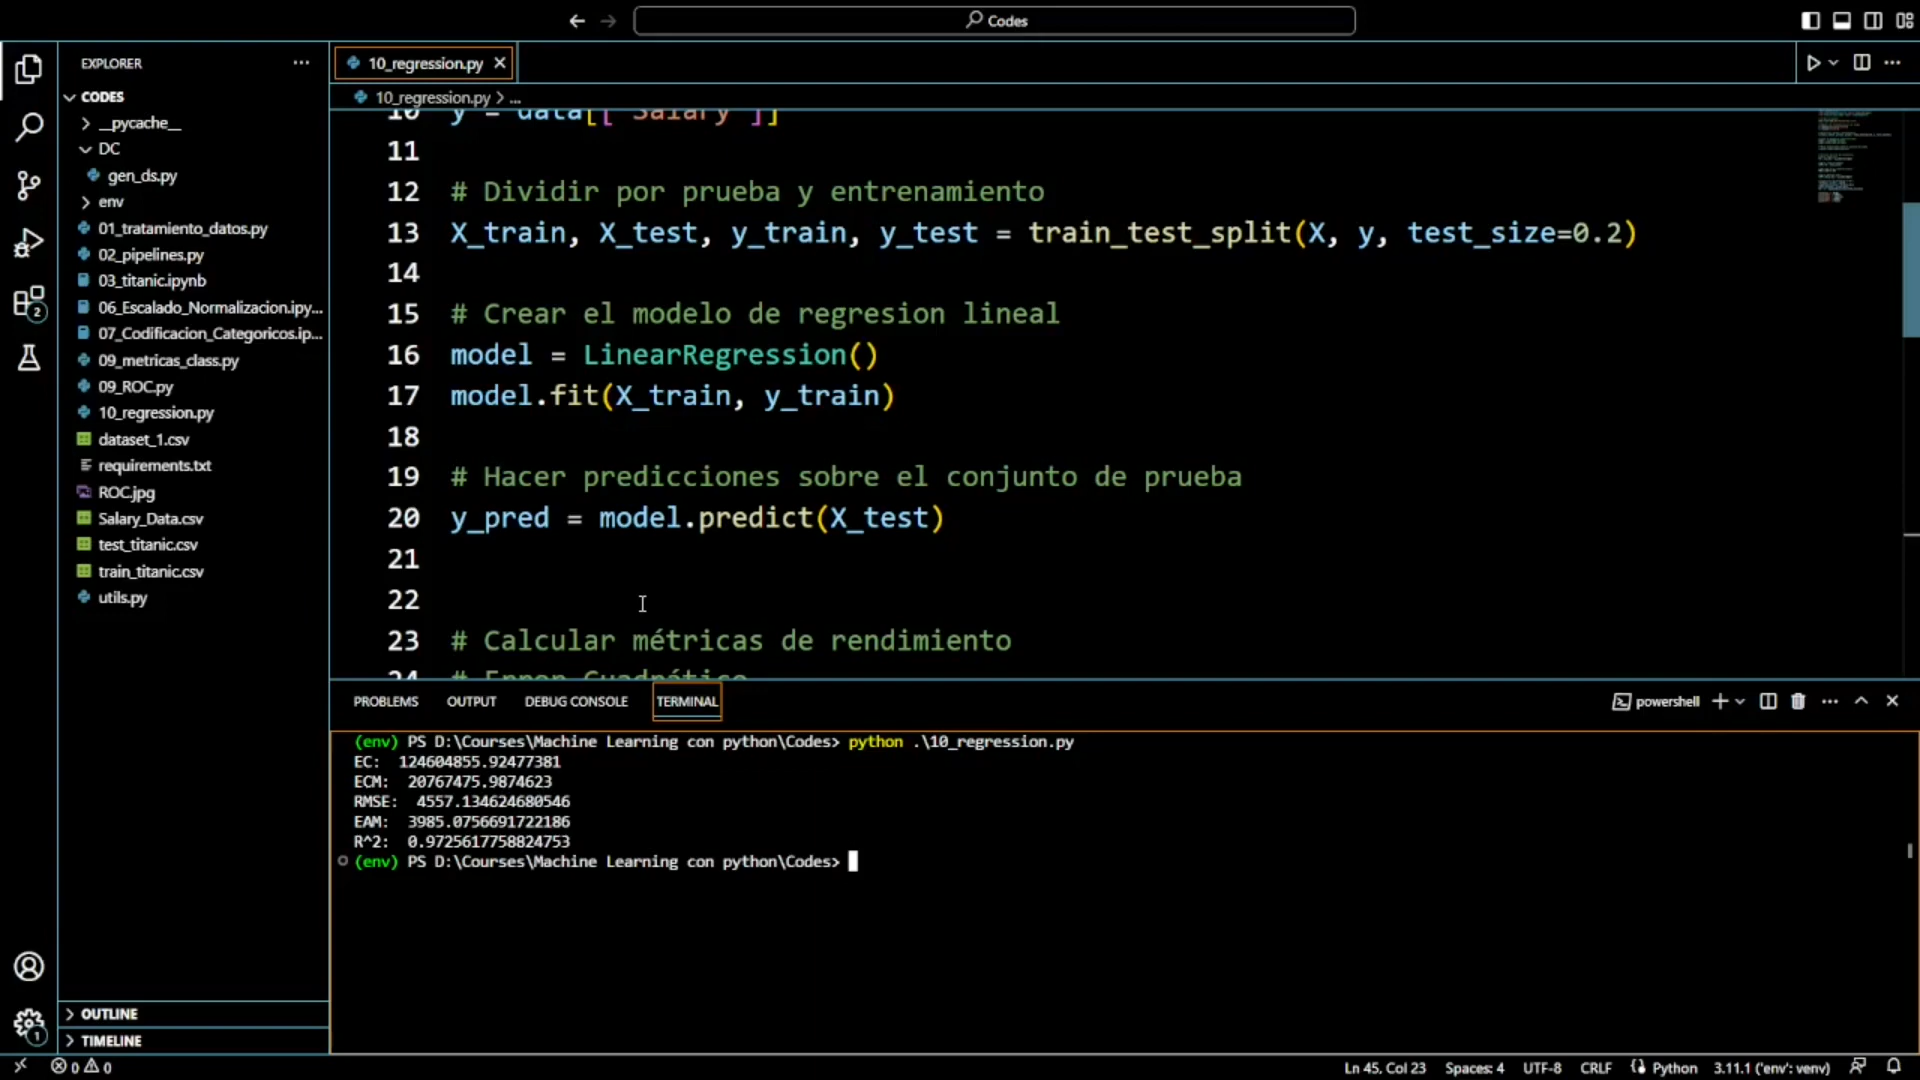 Codes
EXPLORER
10_regression.py
CODES
10_regression.py > ...
__pycache__
DC
gen_ds.py
env
01_tratamiento_datos.py
02_pipelines.py
03_titanic.ipynb
06_Escalado_Normalizacion.ipy...
07_Codificacion_Categoricos.ip...
09_metricas_class.py
09_ROC.py
10_regression.py
dataset_1.csv
requirements.txt
ROC.jpg
Salary_Data.csv
test_titanic.csv
train_titanic.csv
utils.py
OUTLINE
TIMELINE
2
1
10 y = data[["Salary"]]
11
12 # Dividir por prueba y entrenamiento
13 X_train, X_test, y_train, y_test = train_test_split(X, y, test_size=0.2)
14
15 # Crear el modelo de regresion lineal
16 model = LinearRegression()
17 model.fit(X_train, y_train)
18
19 # Hacer predicciones sobre el conjunto de prueba
20 y_pred = model.predict(X_test)
21
22
23 # Calcular métricas de rendimiento
24 # Error Cuadrático
PROBLEMS OUTPUT DEBUG CONSOLE TERMINAL
powershell
(env) PS D:\Courses\Machine Learning con python\Codes> python .\10_regression.py
EC: 124604855.92477381
ECM: 20767475.9874623
RMSE: 4557.134624680546
EAM: 3985.0756691722186
R^2: 0.9725617758824753
(env) PS D:\Courses\Machine Learning con python\Codes>
0 0
Ln 45, Col 23 Spaces: 4 UTF-8 CRLF Python 3.11.1 ('env': venv)